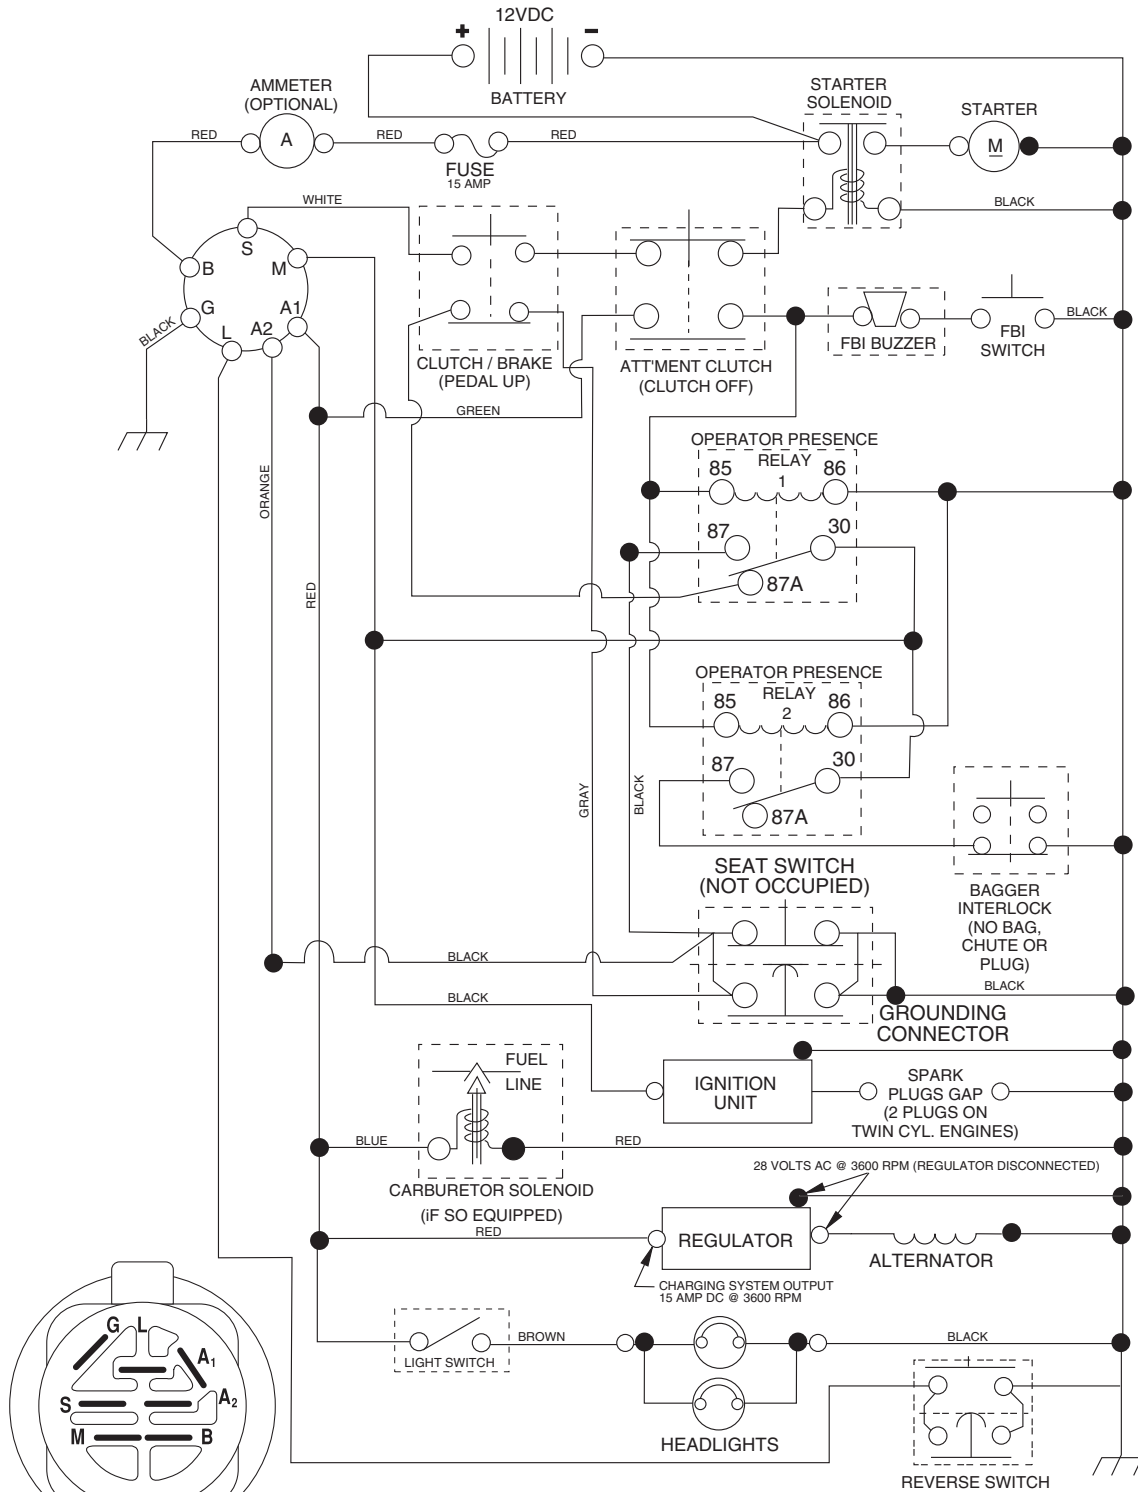 12VDC
+ -
BATTERY
AMMETER
(OPTIONAL)
STARTER
SOLENOID
STARTER
RED
A
RED
RED
M
FUSE
15 AMP
WHITE
BLACK
S
B
M
G
A1
L
A2
BLACK
CLUTCH / BRAKE
(PEDAL UP)
ATT'MENT CLUTCH
(CLUTCH OFF)
FBI BUZZER
FBI
SWITCH
BLACK
GREEN
ORANGE
RED
OPERATOR PRESENCE
RELAY
1
85
86
87
30
87A
OPERATOR PRESENCE
RELAY
2
85
86
87
30
87A
GRAY
BLACK
BAGGER
INTERLOCK
(NO BAG,
CHUTE OR
PLUG)
SEAT SWITCH
(NOT OCCUPIED)
BLACK
BLACK
BLACK
GROUNDING
CONNECTOR
FUEL
LINE
IGNITION
UNIT
SPARK
PLUGS GAP
(2 PLUGS ON
TWIN CYL. ENGINES)
BLUE
RED
CARBURETOR SOLENOID
(iF SO EQUIPPED)
28 VOLTS AC @ 3600 RPM (REGULATOR DISCONNECTED)
RED
REGULATOR
ALTERNATOR
CHARGING SYSTEM OUTPUT
15 AMP DC @ 3600 RPM
LIGHT SWITCH
BROWN
BLACK
HEADLIGHTS
REVERSE SWITCH
G
L
A1
A2
S
M
B